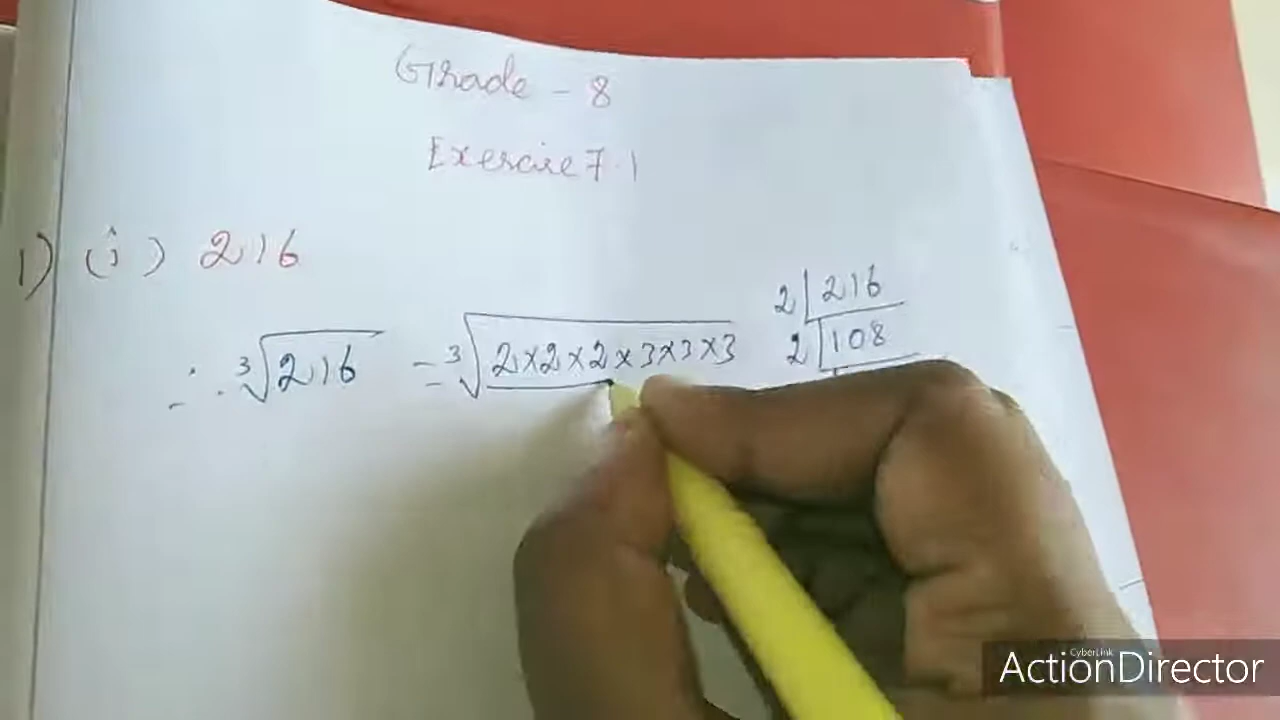 Grade - 8
Exercise 7.1
1) (i) 216
∴ ∛216 = ∛2×2×2×3×3×3
2 | 216
2 | 108
CyberLink
ActionDirector